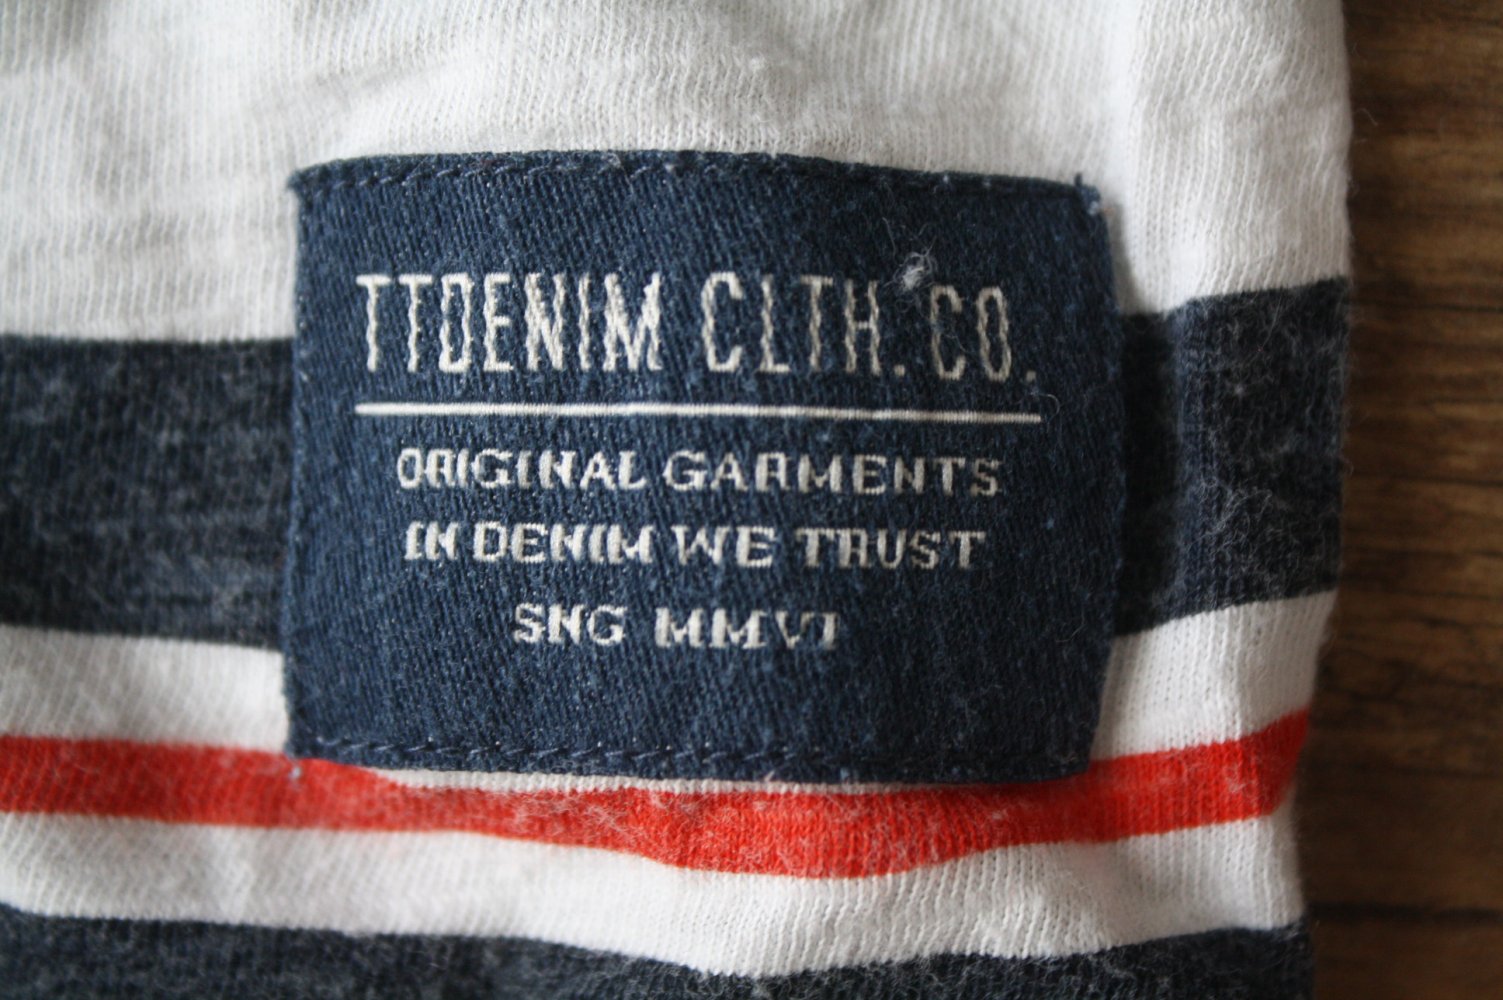 TTDENIM CLTH. CO.
ORIGINAL GARMENTS
IN DENIM WE TRUST
SNG MMVI